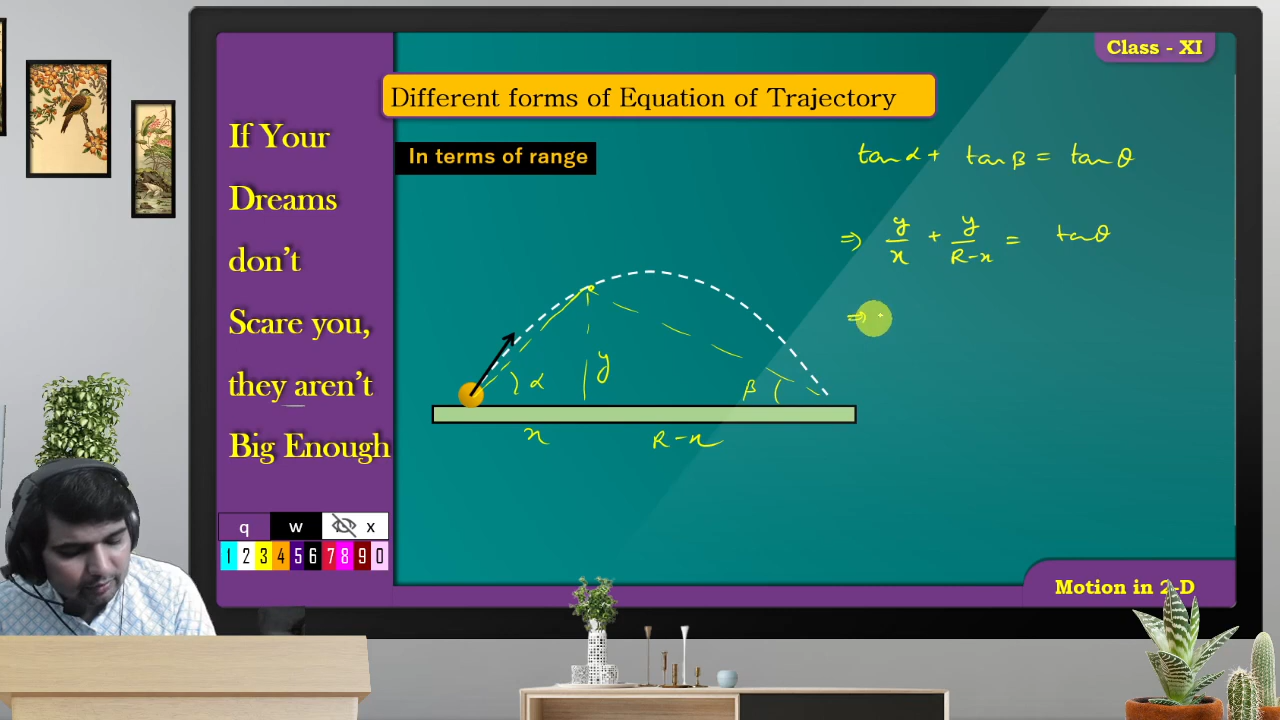 Class - XI
Different forms of Equation of Trajectory
If Your
Dreams
don't
Scare you,
they aren't
Big Enough
In terms of range
tan α + tan β = tan θ
⇒ y/x + y/(R-x) = tan θ
⇒
α
y
β
x
R-x
q w x
1 2 3 4 5 6 7 8 9 0
Motion in 2-D